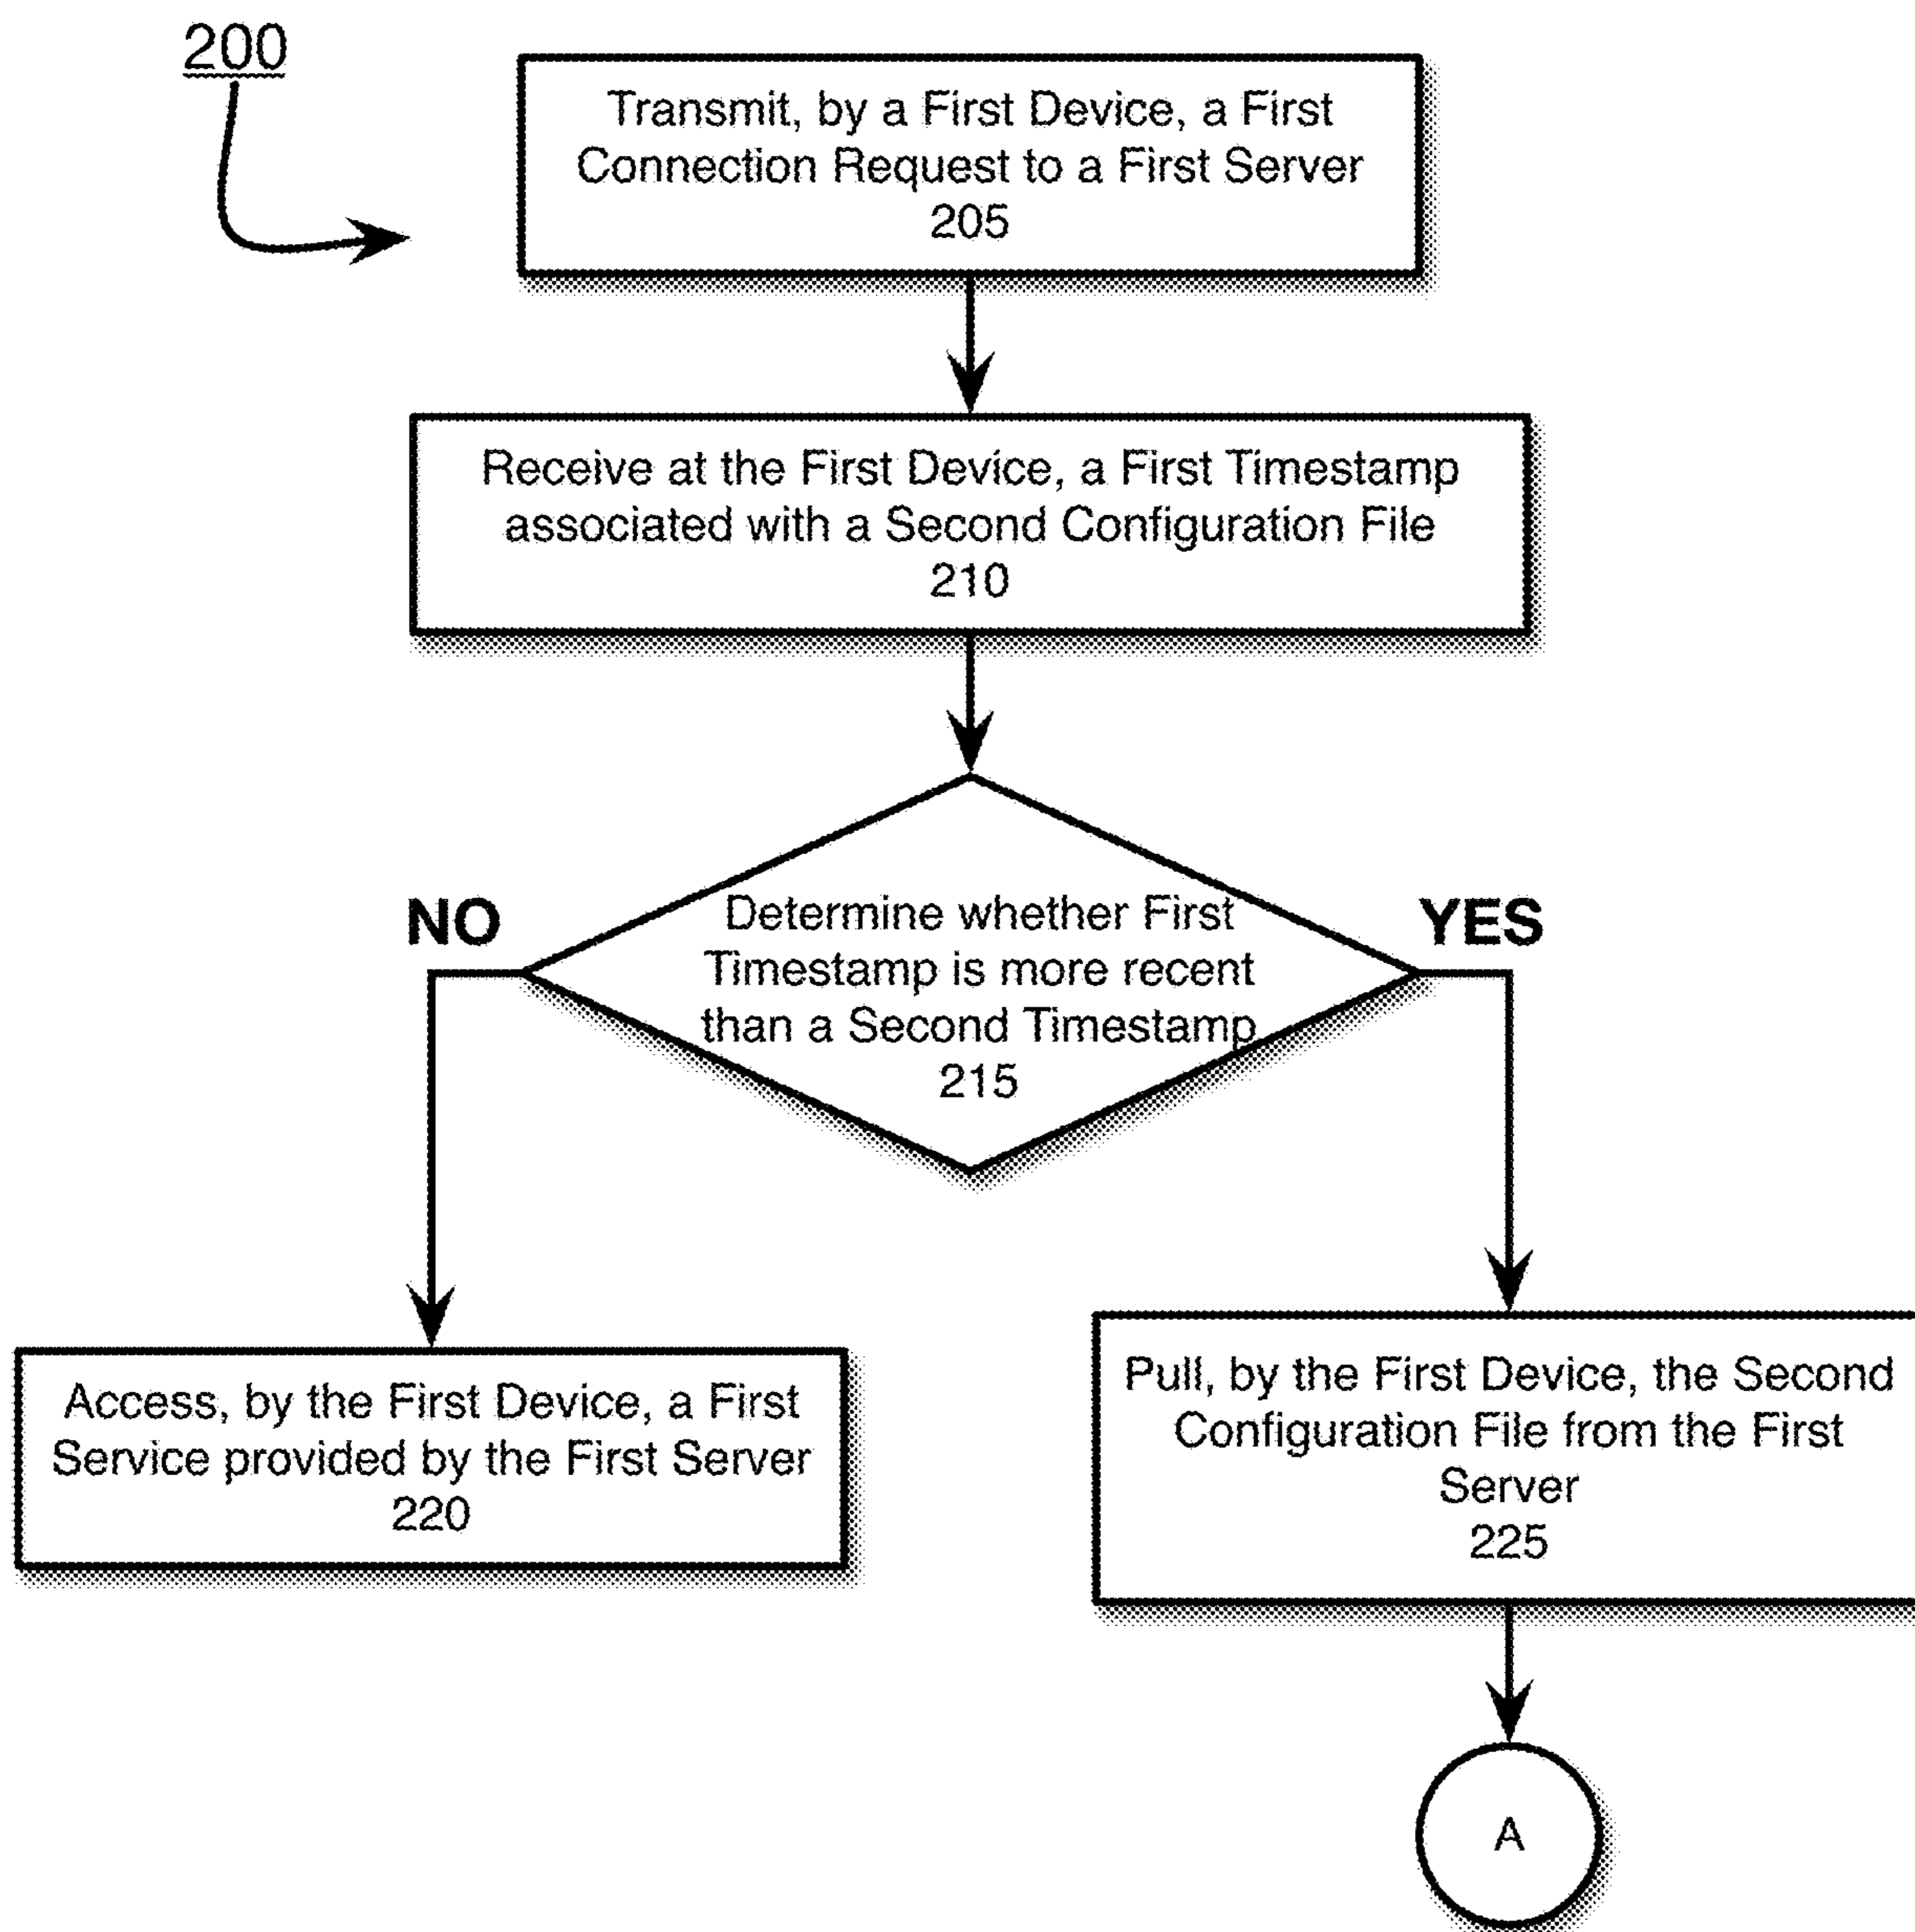 200
Transmit, by a First Device, a First
Connection Request to a First Server
205
Receive at the First Device, a First Timestamp
associated with a Second Configuration File
210
NO
YES
Determine whether First
Timestamp is more recent
than a Second Timestamp
215
Access, by the First Device, a First
Service provided by the First Server
220
Pull, by the First Device, the Second
Configuration File from the First
Server
225
A